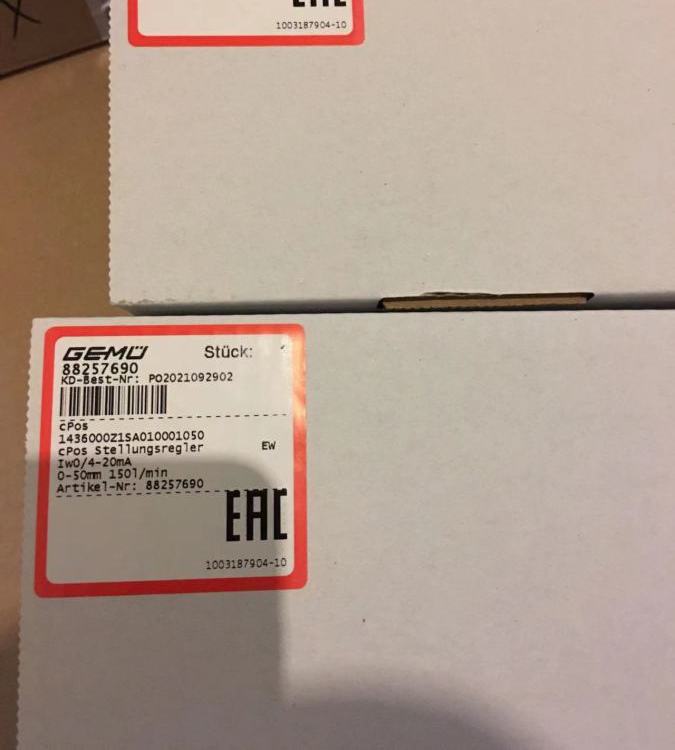 EAC
1003187904-10
GEMÜ Stück:
88257690
KD-Best-Nr: PO2021092902
cPos
1436000Z1SA010001050
cPos Stellungsregler EW
Iw0/4-20mA
0-50mm 150l/min
Artikel-Nr: 88257690
EAC
1003187904-10